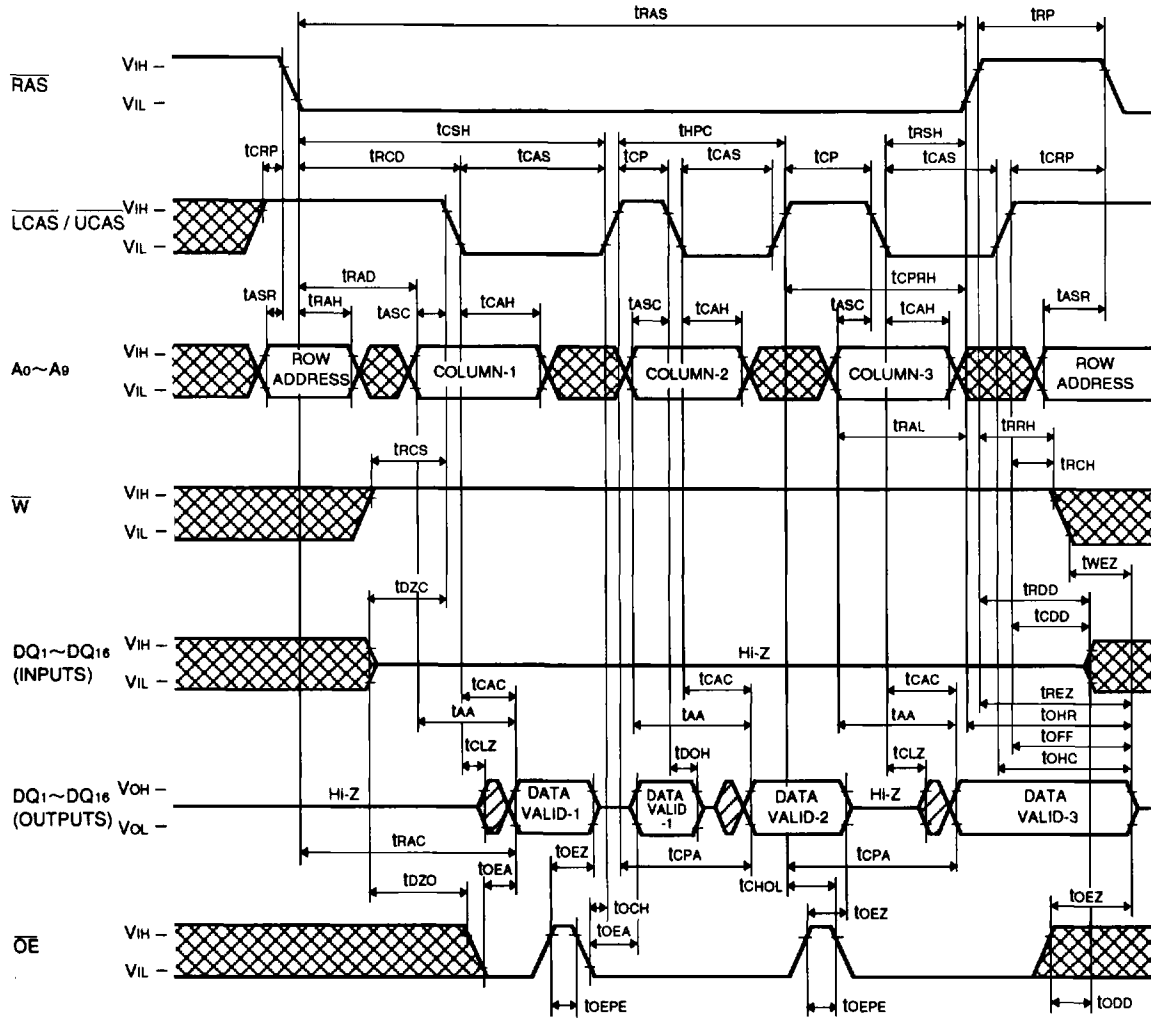 tRAS tRP
RAS
VIH
VIL
tCSH tHPC tRSH
tCRP tRCD tCAS tCP tCAS tCP tCAS tCRP
LCAS / UCAS
VIH
VIL
tRAD tCPRH
tASR tRAH tASC tCAH tASC tCAH tASC tCAH tASR
A0~A9
VIH
VIL
ROW ADDRESS COLUMN-1 COLUMN-2 COLUMN-3 ROW ADDRESS
tRAL tRRH
tRCS tRCH
W
VIH
VIL
tWEZ
tDZC tRDD
tCDD
DQ1~DQ16
(INPUTS)
VIH
VIL
Hi-Z
tCAC tCAC tCAC tREZ
tAA tAA tAA tOHR
tCLZ tDOH tCLZ tOFF
tOHC
DQ1~DQ16
(OUTPUTS)
VOH
VOL
Hi-Z DATA VALID-1 DATA VALID -1 DATA VALID-2 Hi-Z DATA VALID-3
tRAC tOEZ tCPA tCPA
tOEA tCHOL
tDZO tOCH tOEZ tOEZ
tOEA
OE
VIH
VIL
tOEPE tOEPE tODD